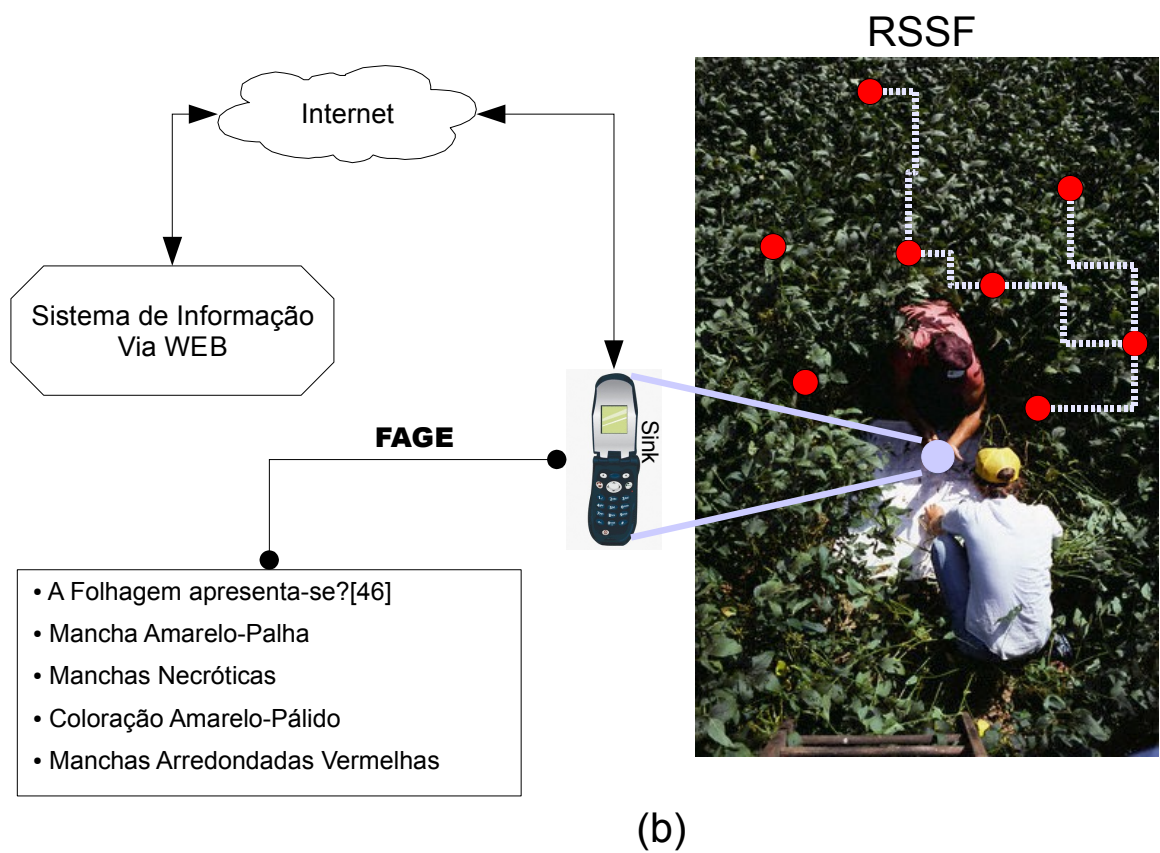 RSSF
Internet
Sistema de Informação
Via WEB
FAGE
Sink
• A Folhagem apresenta-se?[46]
• Mancha Amarelo-Palha
• Manchas Necróticas
• Coloração Amarelo-Pálido
• Manchas Arredondadas Vermelhas
(b)